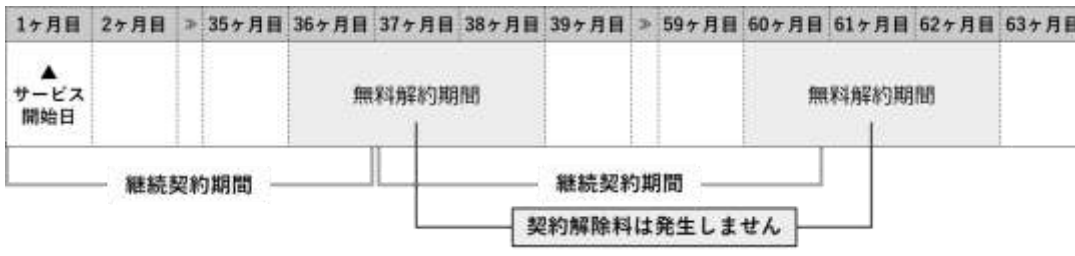 1ヶ月目 2ヶ月目 ≫ 35ヶ月目 36ヶ月目 37ヶ月目 38ヶ月目 39ヶ月目 ≫ 59ヶ月目 60ヶ月目 61ヶ月目 62ヶ月目 63ヶ月目
▲
サービス
開始日
無料解約期間
無料解約期間
継続契約期間
継続契約期間
契約解除料は発生しません